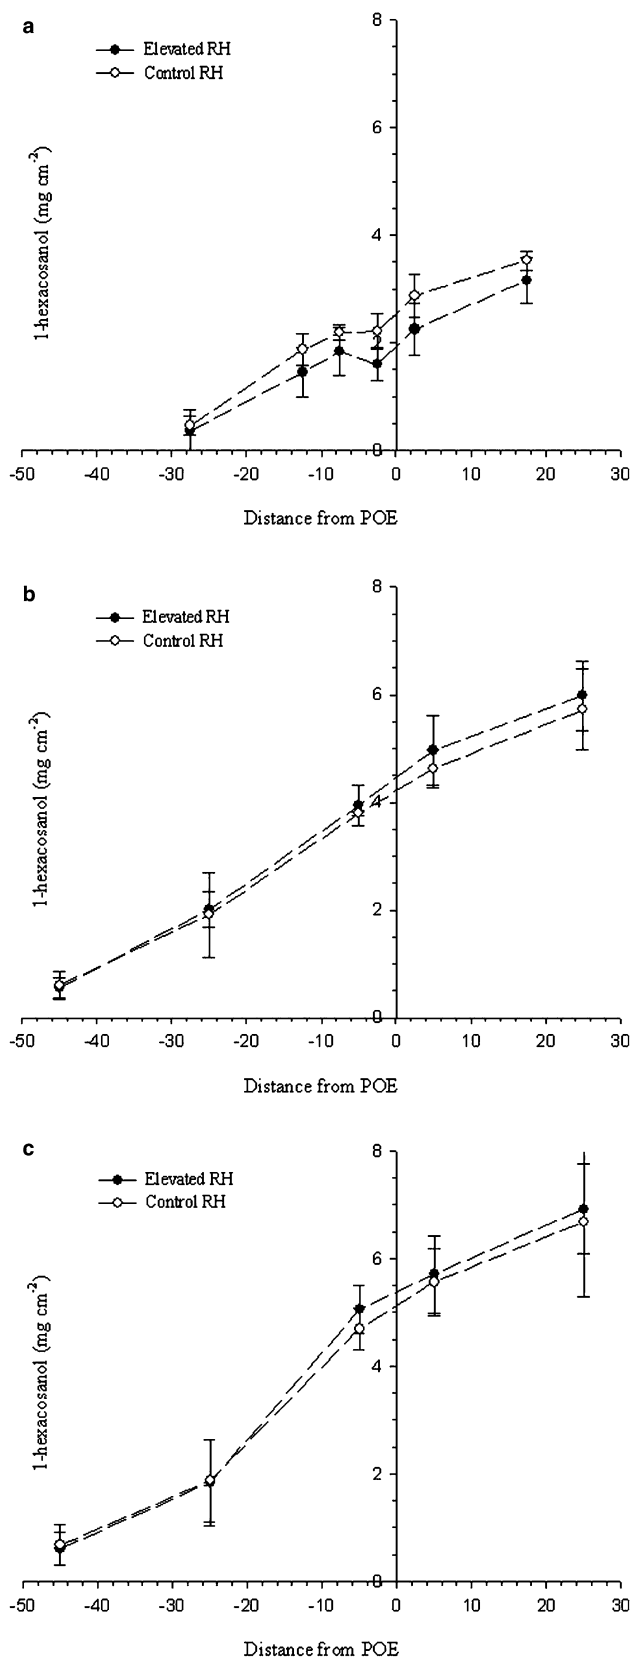 a
Elevated RH
Control RH
1-hexacosanol (mg cm-2)
8
6
4
2
0
-50 -40 -30 -20 -10 0 10 20 30
Distance from POE
b
Elevated RH
Control RH
1-hexacosanol (mg cm-2)
8
6
4
2
0
-50 -40 -30 -20 -10 0 10 20 30
Distance from POE
c
Elevated RH
Control RH
1-hexacosanol (mg cm-2)
8
6
4
2
0
-50 -40 -30 -20 -10 0 10 20 30
Distance from POE